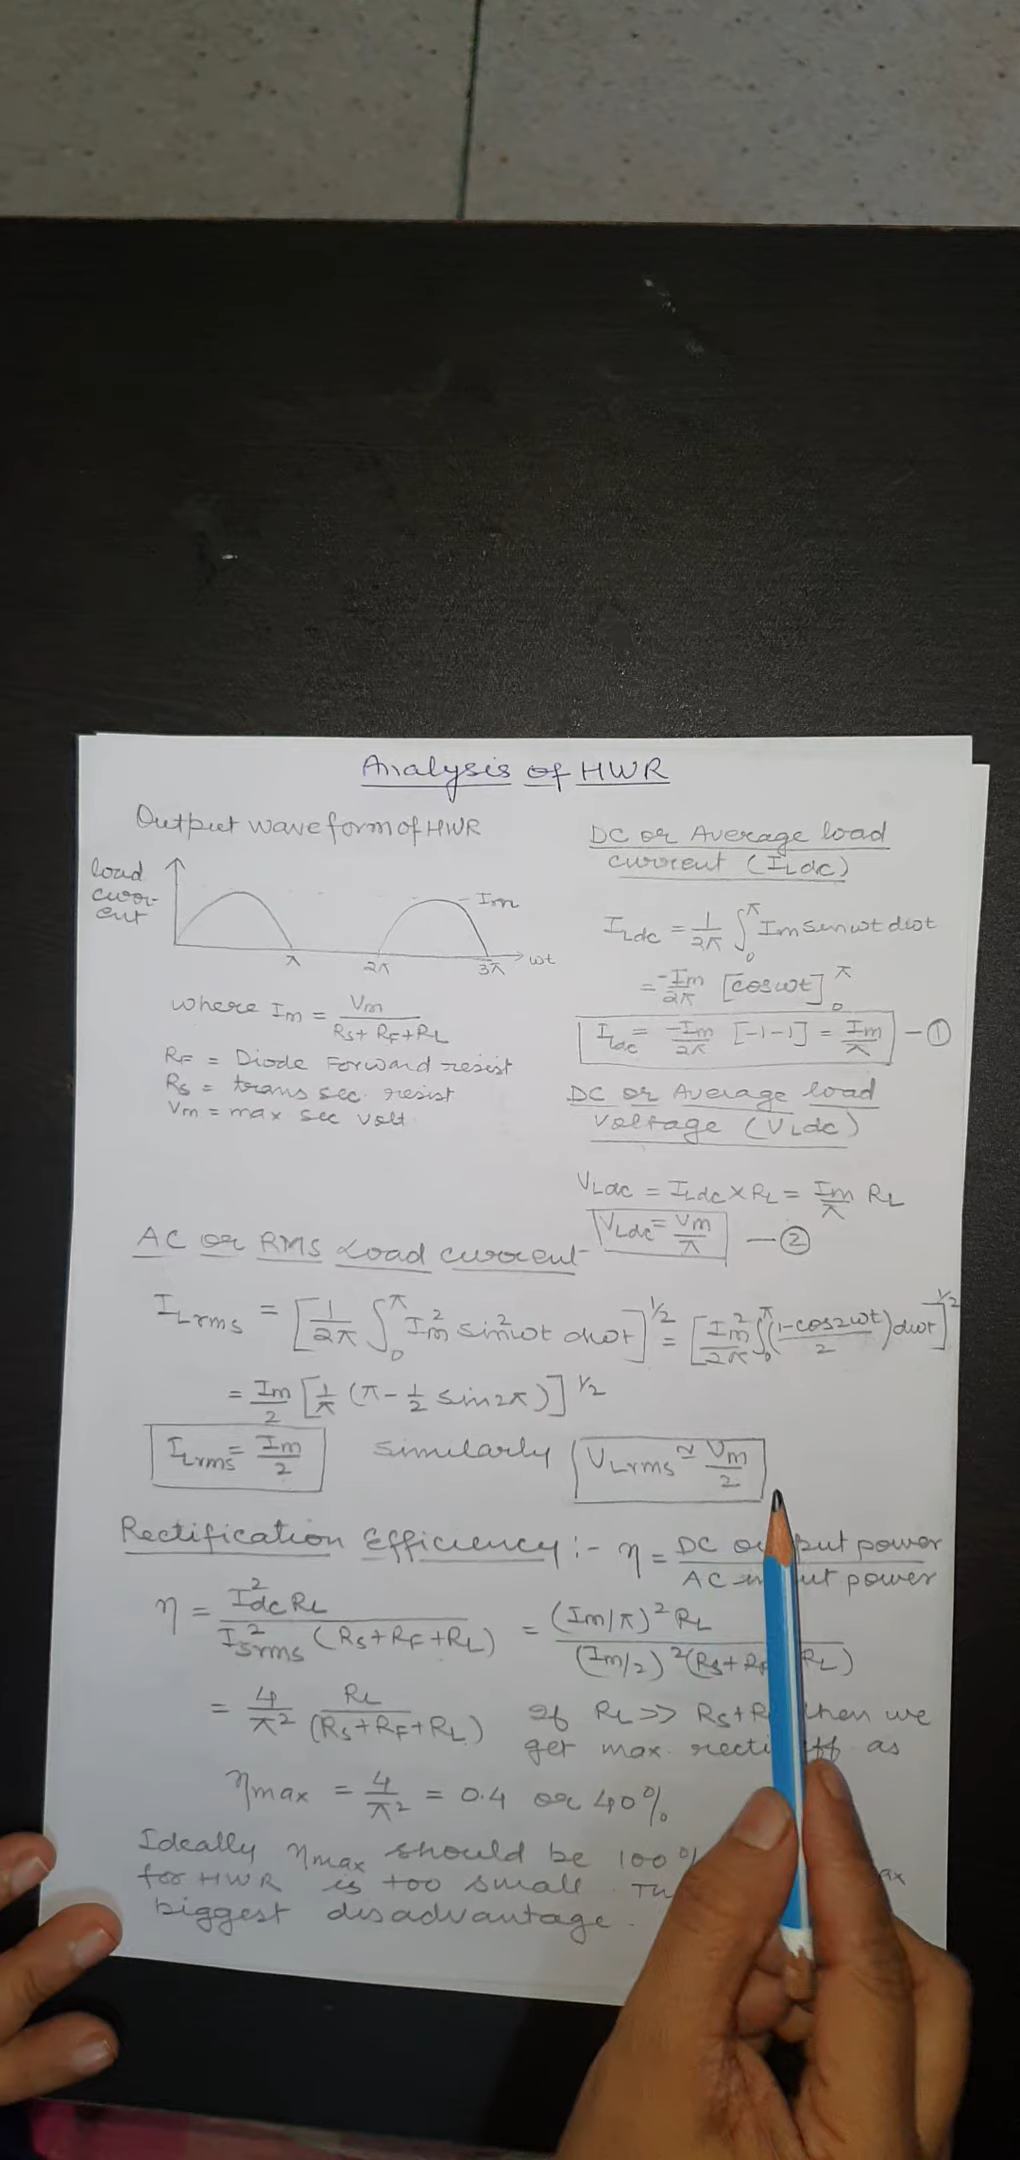 Analysis of HWR
Output waveform of HWR
load
curr-
ent
Im
π 2π 3π ωt
where Im = Vm / (Rs + RF + RL)
RF = Diode Forward resist
Rs = trans sec. resist
Vm = max sec volt.
DC or Average load
current (ILdc)
ILdc = 1/2π ∫₀^π Im sinωt dωt
= -Im/2π [cosωt]₀^π
ILdc = -Im/2π [-1-1] = Im/π — ①
DC or Average load
voltage (VLdc)
VLdc = ILdc × RL = Im/π RL
VLdc = Vm/π — ②
AC or RMS Load current
ILrms = [1/2π ∫₀^π Im² sin²ωt dωt]^1/2 = [Im²/2π ∫₀^π (1-cos2ωt / 2) dωt]^1/2
= Im/2 [1/π (π - 1/2 sin2π)]^1/2
ILrms = Im/2 similarly VLrms ≃ Vm/2
Rectification Efficiency :- η = DC output power / AC input power
η = Idc² RL / Isrms² (Rs + RF + RL) = (Im/π)² RL / (Im/2)² (Rs + RF RL)
= 4/π² RL / (Rs + RF + RL) If RL >> Rs + R then we
get max. recti eff as
ηmax = 4/π² = 0.4 or 40%
Ideally ηmax should be 100%
for HWR is too small.
biggest disadvantage.